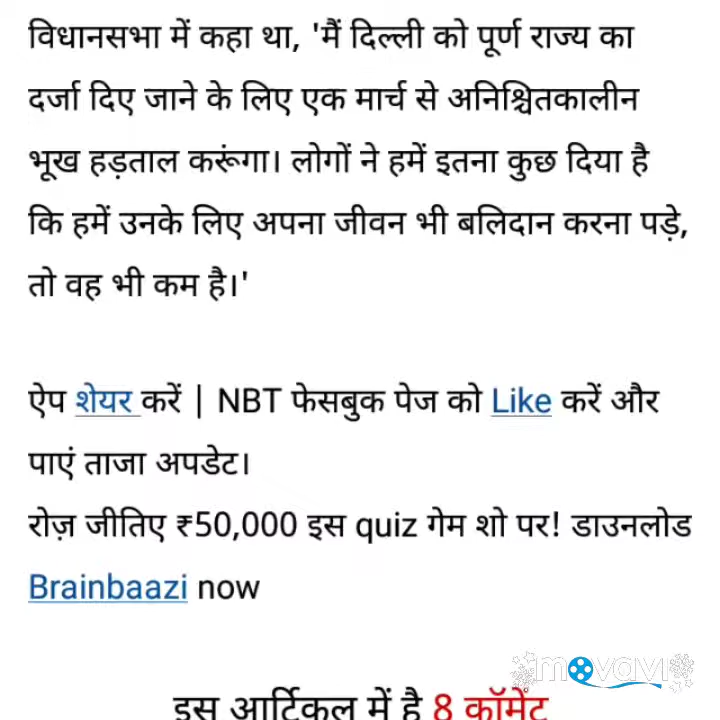 विधानसभा में कहा था, 'मैं दिल्ली को पूर्ण राज्य का
दर्जा दिए जाने के लिए एक मार्च से अनिश्चितकालीन
भूख हड़ताल करूंगा। लोगों ने हमें इतना कुछ दिया है
कि हमें उनके लिए अपना जीवन भी बलिदान करना पड़े,
तो वह भी कम है।'
ऐप शेयर करें | NBT फेसबुक पेज को Like करें और
पाएं ताजा अपडेट।
रोज़ जीतिए ₹50,000 इस quiz गेम शो पर! डाउनलोड
Brainbaazi now
movavi
इस आर्टिकल में है 8 कॉमेंट